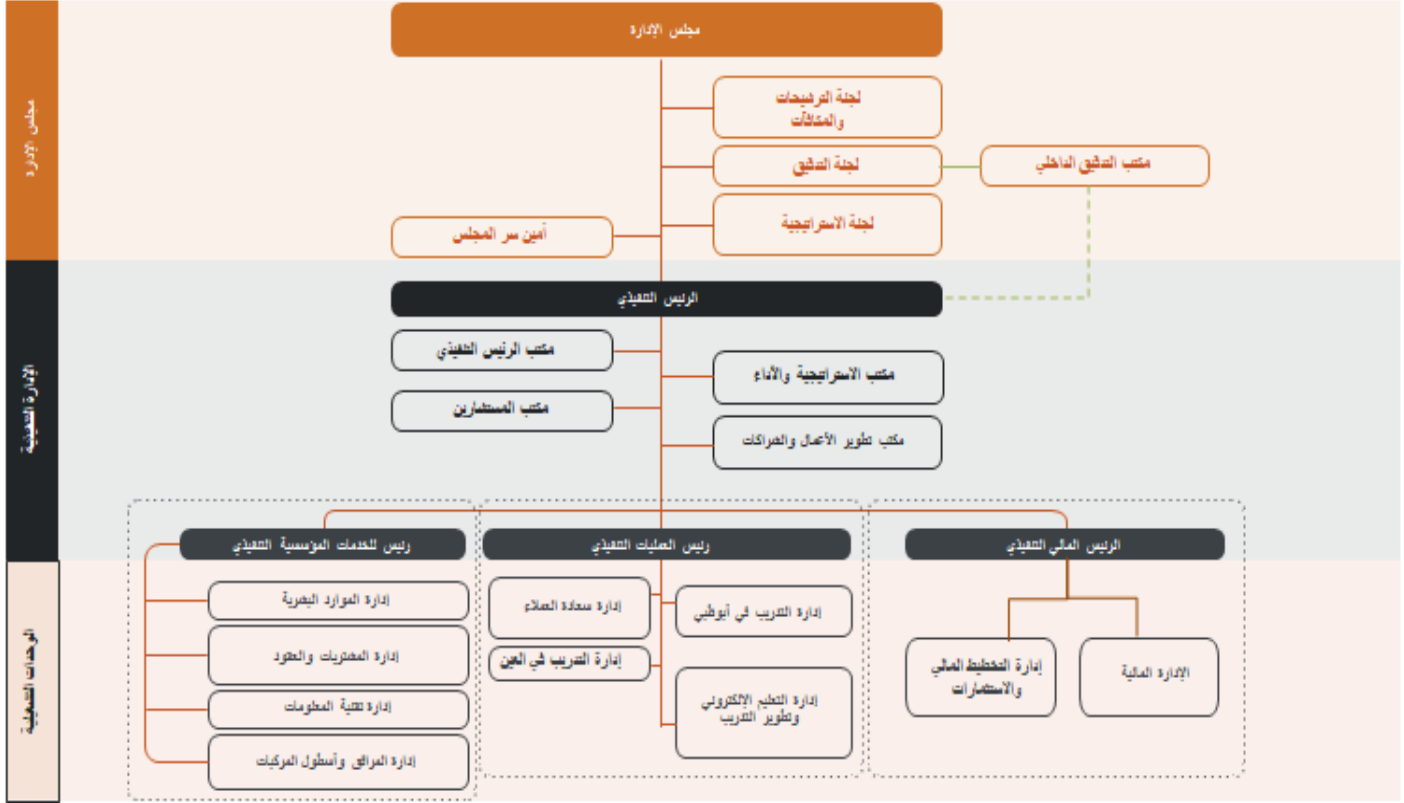 مجلس الإدارة
مجلس الإدارة
لجنة الترشيحات
والمكافآت
لجنة التدقيق
مكتب التدقيق الداخلي
لجنة الاستراتيجية
أمين سر المجلس
الإدارة التنفيذية
الرئيس التنفيذي
مكتب الرئيس التنفيذي
مكتب الاستراتيجية والأداء
مكتب المستشارين
مكتب تطوير الأعمال والشراكات
الرئيس المالي التنفيذي
رئيس العمليات التنفيذي
رئيس للخدمات المؤسسية التنفيذي
الوحدات التشغيلية
الإدارة المالية
إدارة التخطيط المالي
والاستثمارات
إدارة التدريب في أبوظبي
إدارة سعادة العملاء
إدارة التدريب في العين
إدارة التعليم الإلكتروني
وتطوير التدريب
إدارة الموارد البشرية
إدارة المشتريات والعقود
إدارة تقنية المعلومات
إدارة المرافق وأسطول المركبات